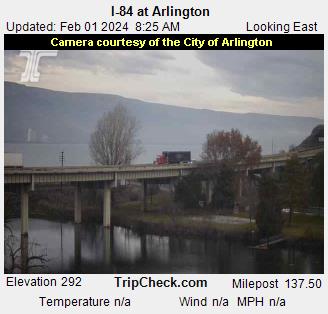 I-84 at Arlington
Updated: Feb 01 2024 8:25 AM Looking East
Camera courtesy of the City of Arlington
Elevation 292 TripCheck.com Milepost 137.50
Temperature n/a Wind n/a MPH n/a